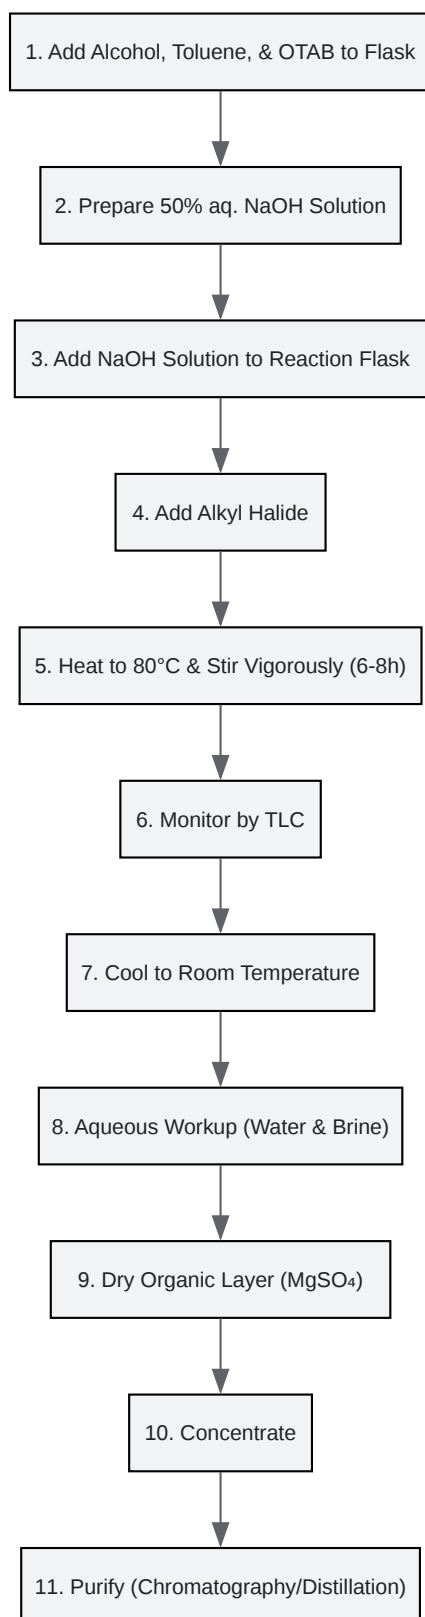 1. Add Alcohol, Toluene, & OTAB to Flask
2. Prepare 50% aq. NaOH Solution
3. Add NaOH Solution to Reaction Flask
4. Add Alkyl Halide
5. Heat to 80°C & Stir Vigorously (6-8h)
6. Monitor by TLC
7. Cool to Room Temperature
8. Aqueous Workup (Water & Brine)
9. Dry Organic Layer (MgSO₄)
10. Concentrate
11. Purify (Chromatography/Distillation)